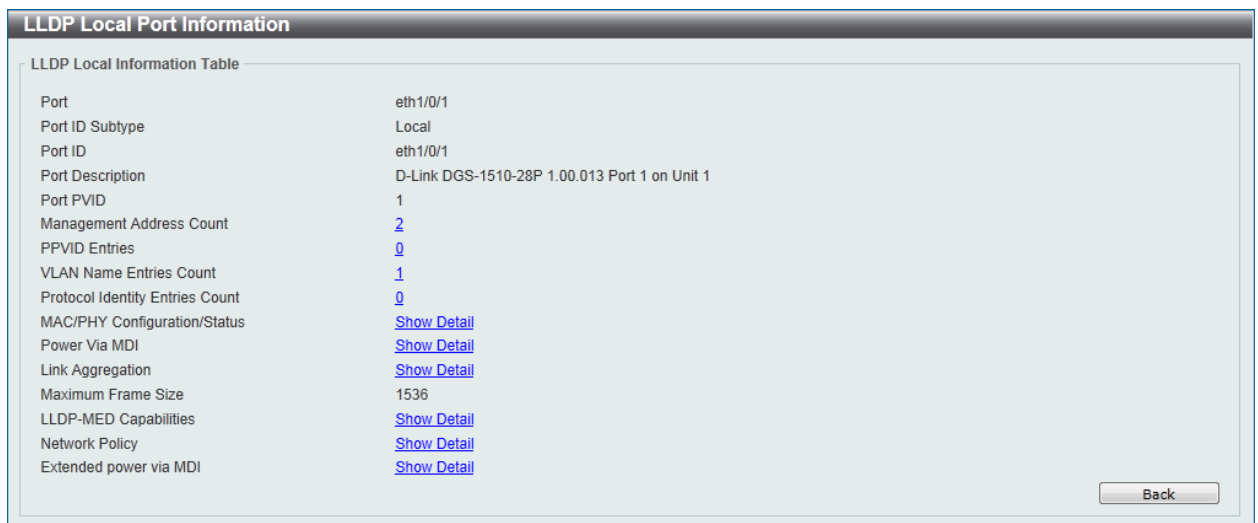 LLDP Local Port Information
LLDP Local Information Table
Port eth1/0/1
Port ID Subtype Local
Port ID eth1/0/1
Port Description D-Link DGS-1510-28P 1.00.013 Port 1 on Unit 1
Port PVID 1
Management Address Count 2
PPVID Entries 0
VLAN Name Entries Count 1
Protocol Identity Entries Count 0
MAC/PHY Configuration/Status Show Detail
Power Via MDI Show Detail
Link Aggregation Show Detail
Maximum Frame Size 1536
LLDP-MED Capabilities Show Detail
Network Policy Show Detail
Extended power via MDI Show Detail
Back